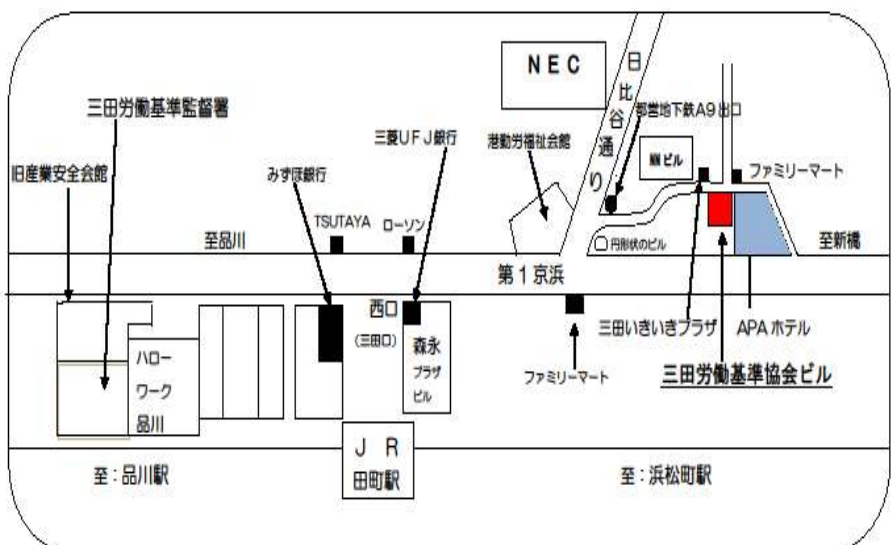 NEC
日比谷通り
三田労働基準監督署
都営地下鉄A9出口
三菱UFJ銀行
港勤労福祉会館
NNビル
旧産業安全会館
みずほ銀行
ファミリーマート
TSUTAYA
ローソン
至品川
円形状のビル
至新橋
第1京浜
西口
(三田口)
三田いきいきプラザ
APAホテル
森永
プラザ
ビル
ハロー
ワーク
品川
ファミリーマート
三田労働基準協会ビル
JR
田町駅
至:品川駅
至:浜松町駅